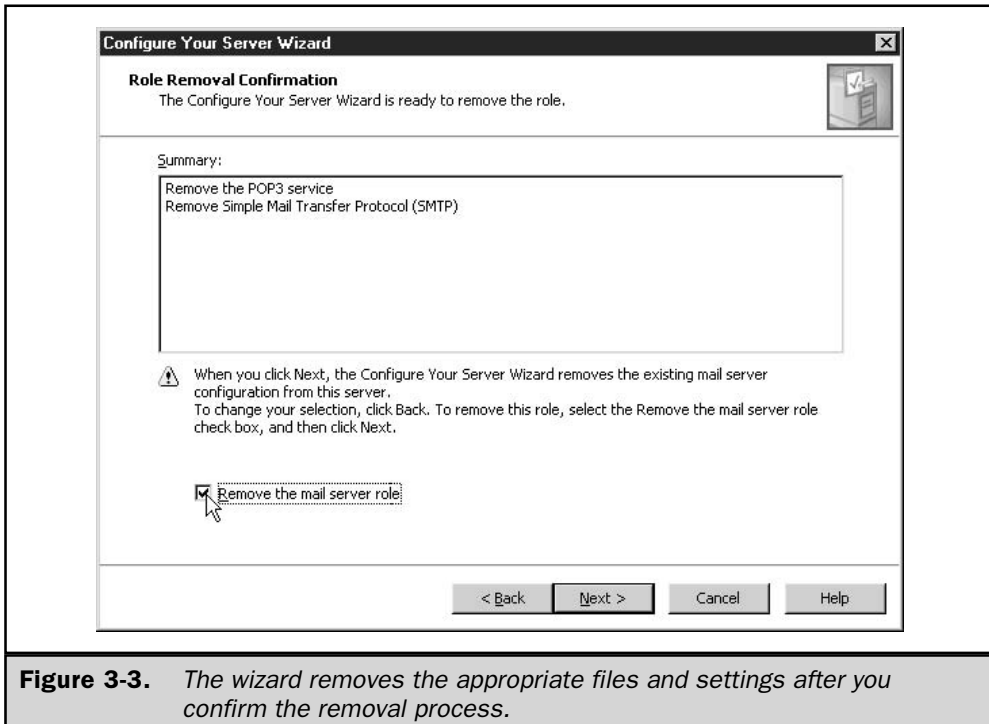 Configure Your Server Wizard
Role Removal Confirmation
The Configure Your Server Wizard is ready to remove the role.
Summary:
Remove the POP3 service
Remove Simple Mail Transfer Protocol (SMTP)
When you click Next, the Configure Your Server Wizard removes the existing mail server
configuration from this server.
To change your selection, click Back. To remove this role, select the Remove the mail server role
check box, and then click Next.
Remove the mail server role
< Back
Next >
Cancel
Help
Figure 3-3. The wizard removes the appropriate files and settings after you
confirm the removal process.